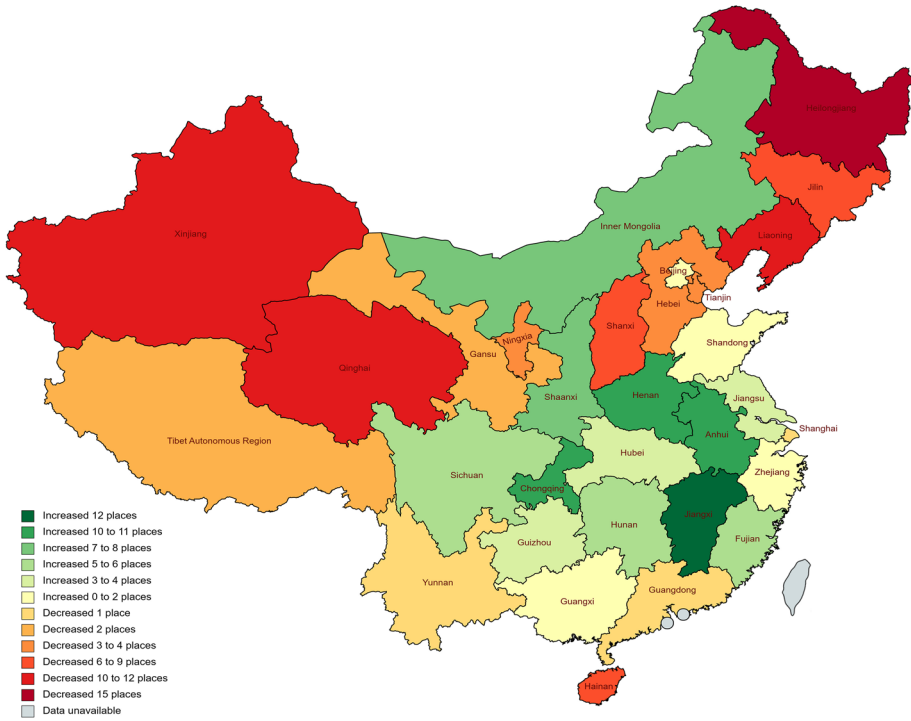 Heilongjiang
Jilin
Xinjiang
Inner Mongolia
Liaoning
Beijing
Tianjin
Hebei
Shanxi
Ningxia
Shandong
Gansu
Qinghai
Shaanxi
Henan
Jiangsu
Tibet Autonomous Region
Anhui
Shanghai
Hubei
Sichuan
Zhejiang
Chongqing
Jiangxi
Hunan
Fujian
Guizhou
Yunnan
Guangdong
Guangxi
Hainan
Increased 12 places
Increased 10 to 11 places
Increased 7 to 8 places
Increased 5 to 6 places
Increased 3 to 4 places
Increased 0 to 2 places
Decreased 1 place
Decreased 2 places
Decreased 3 to 4 places
Decreased 6 to 9 places
Decreased 10 to 12 places
Decreased 15 places
Data unavailable